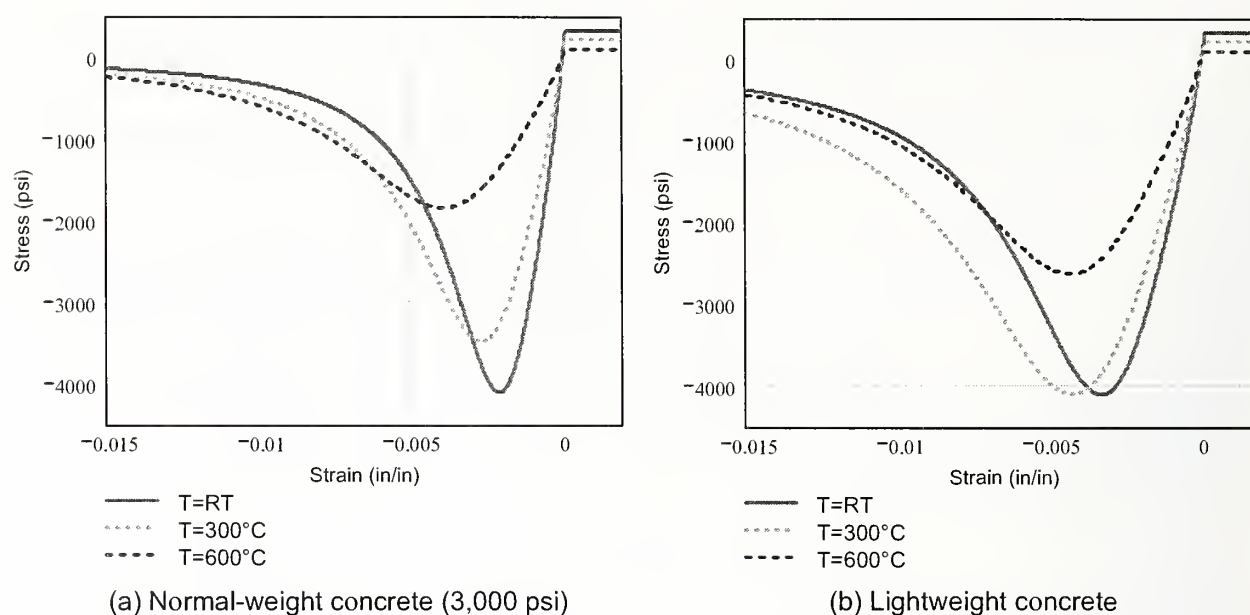 0
−1000
−2000
−3000
−4000
Stress (psi)
−0.015
−0.01
−0.005
0
Strain (in/in)
T=RT
T=300°C
T=600°C
(a) Normal-weight concrete (3,000 psi)
0
−1000
−2000
−3000
−4000
Stress (psi)
−0.015
−0.01
−0.005
0
Strain (in/in)
T=RT
T=300°C
T=600°C
(b) Lightweight concrete